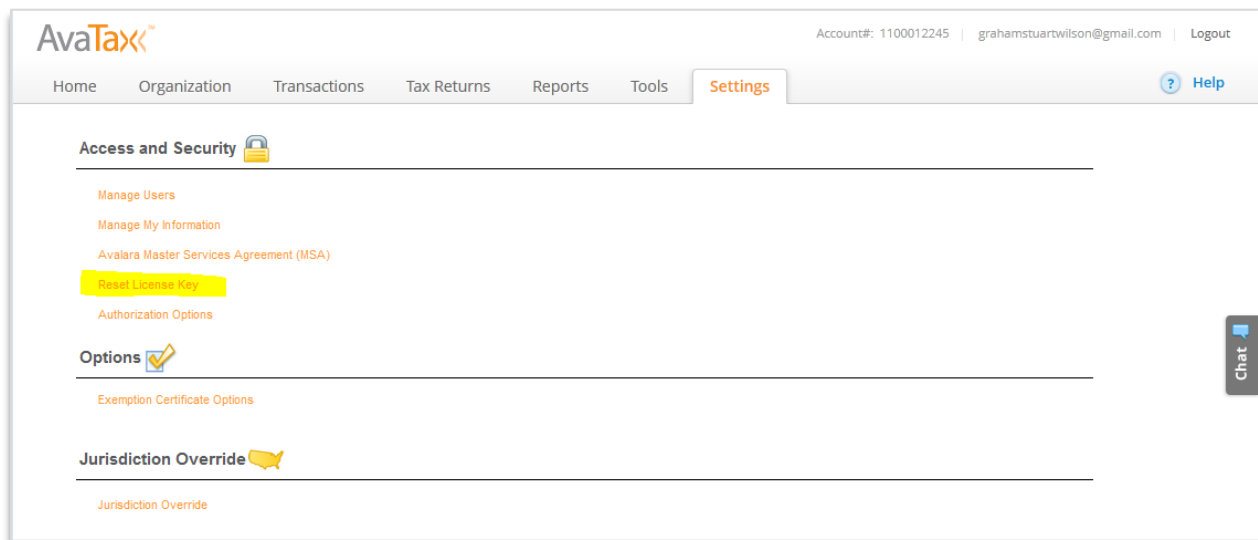 AvaTax
Account#: 1100012245 grahamstuartwilson@gmail.com Logout
Home Organization Transactions Tax Returns Reports Tools Settings ? Help
Access and Security
Manage Users
Manage My Information
Avalara Master Services Agreement (MSA)
Reset License Key
Authorization Options
Chat
Options
Exemption Certificate Options
Jurisdiction Override
Jurisdiction Override